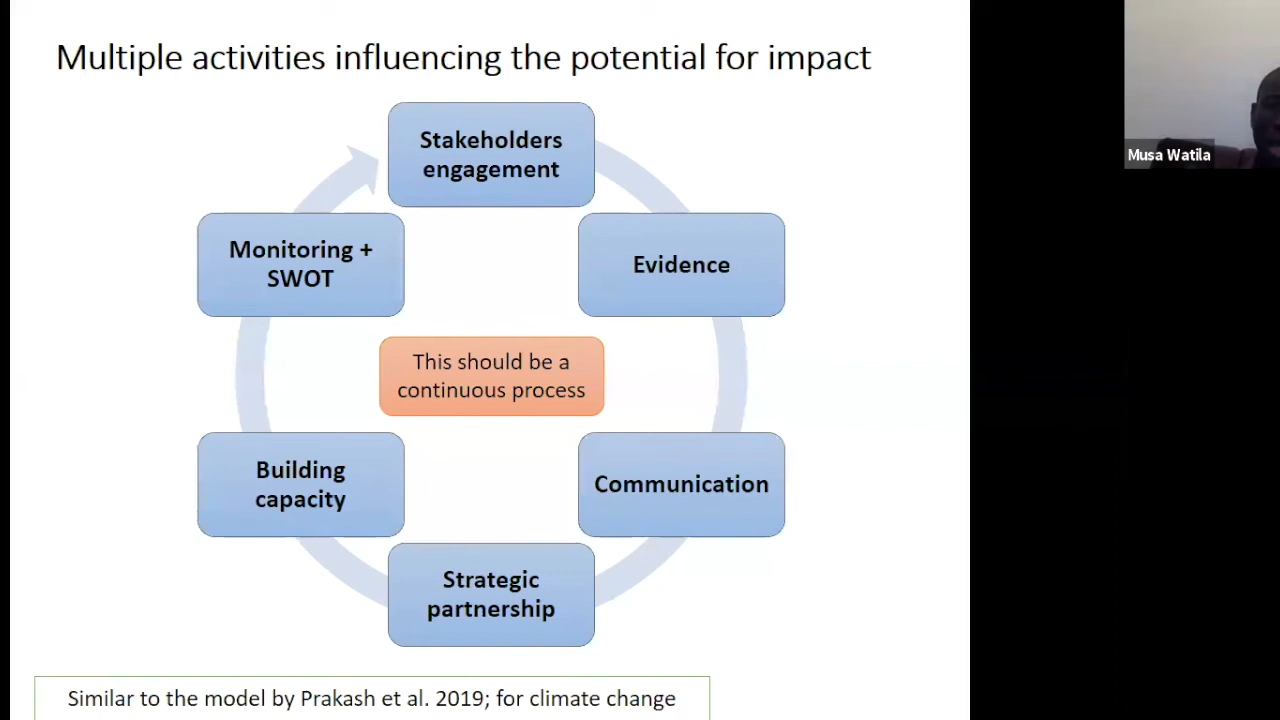 Multiple activities influencing the potential for impact
Stakeholders
engagement
Evidence
Communication
Strategic
partnership
Building
capacity
Monitoring +
SWOT
This should be a
continuous process
Similar to the model by Prakash et al. 2019; for climate change
Musa Watila